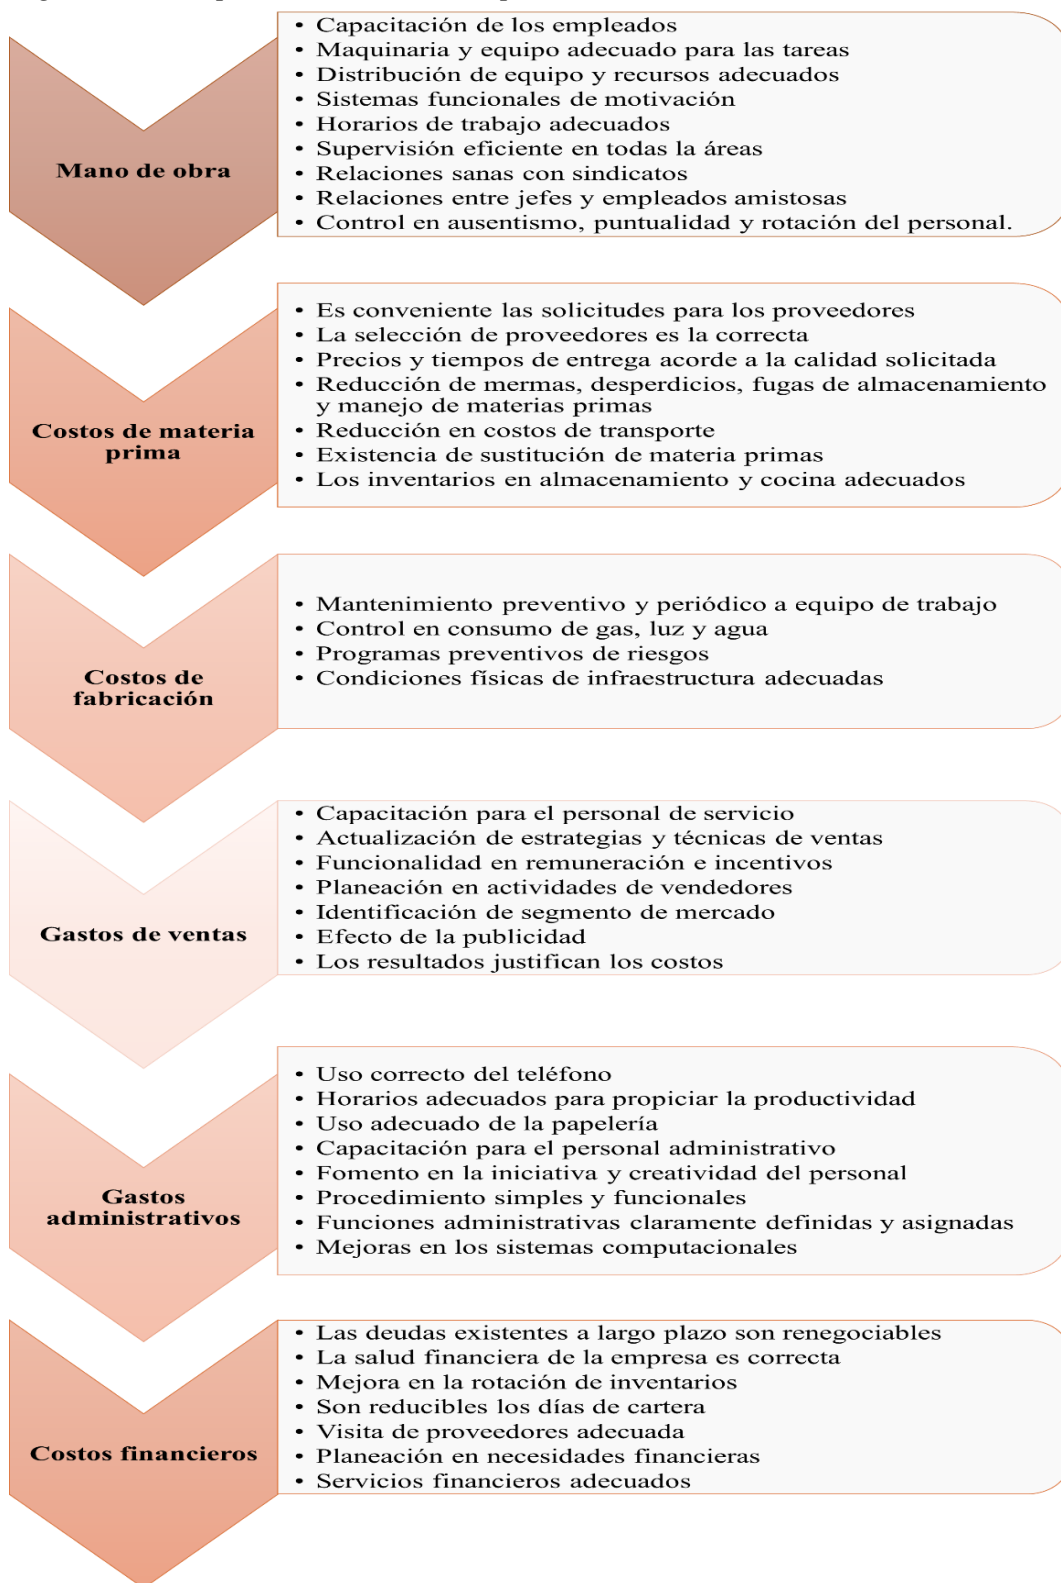 • Capacitación de los empleados
• Maquinaria y equipo adecuado para las tareas
• Distribución de equipo y recursos adecuados
• Sistemas funcionales de motivación
• Horarios de trabajo adecuados
• Supervisión eficiente en todas la áreas
• Relaciones sanas con sindicatos
• Relaciones entre jefes y empleados amistosas
• Control en ausentismo, puntualidad y rotación del personal.
Mano de obra
• Es conveniente las solicitudes para los proveedores
• La selección de proveedores es la correcta
• Precios y tiempos de entrega acorde a la calidad solicitada
• Reducción de mermas, desperdicios, fugas de almacenamiento
y manejo de materias primas
• Reducción en costos de transporte
• Existencia de sustitución de materia primas
• Los inventarios en almacenamiento y cocina adecuados
Costos de materia
prima
• Mantenimiento preventivo y periódico a equipo de trabajo
• Control en consumo de gas, luz y agua
• Programas preventivos de riesgos
• Condiciones físicas de infraestructura adecuadas
Costos de
fabricación
• Capacitación para el personal de servicio
• Actualización de estrategias y técnicas de ventas
• Funcionalidad en remuneración e incentivos
• Planeación en actividades de vendedores
• Identificación de segmento de mercado
• Efecto de la publicidad
• Los resultados justifican los costos
Gastos de ventas
• Uso correcto del teléfono
• Horarios adecuados para propiciar la productividad
• Uso adecuado de la papelería
• Capacitación para el personal administrativo
• Fomento en la iniciativa y creatividad del personal
• Procedimiento simples y funcionales
• Funciones administrativas claramente definidas y asignadas
• Mejoras en los sistemas computacionales
Gastos
administrativos
• Las deudas existentes a largo plazo son renegociables
• La salud financiera de la empresa es correcta
• Mejora en la rotación de inventarios
• Son reducibles los días de cartera
• Visita de proveedores adecuada
• Planeación en necesidades financieras
• Servicios financieros adecuados
Costos financieros